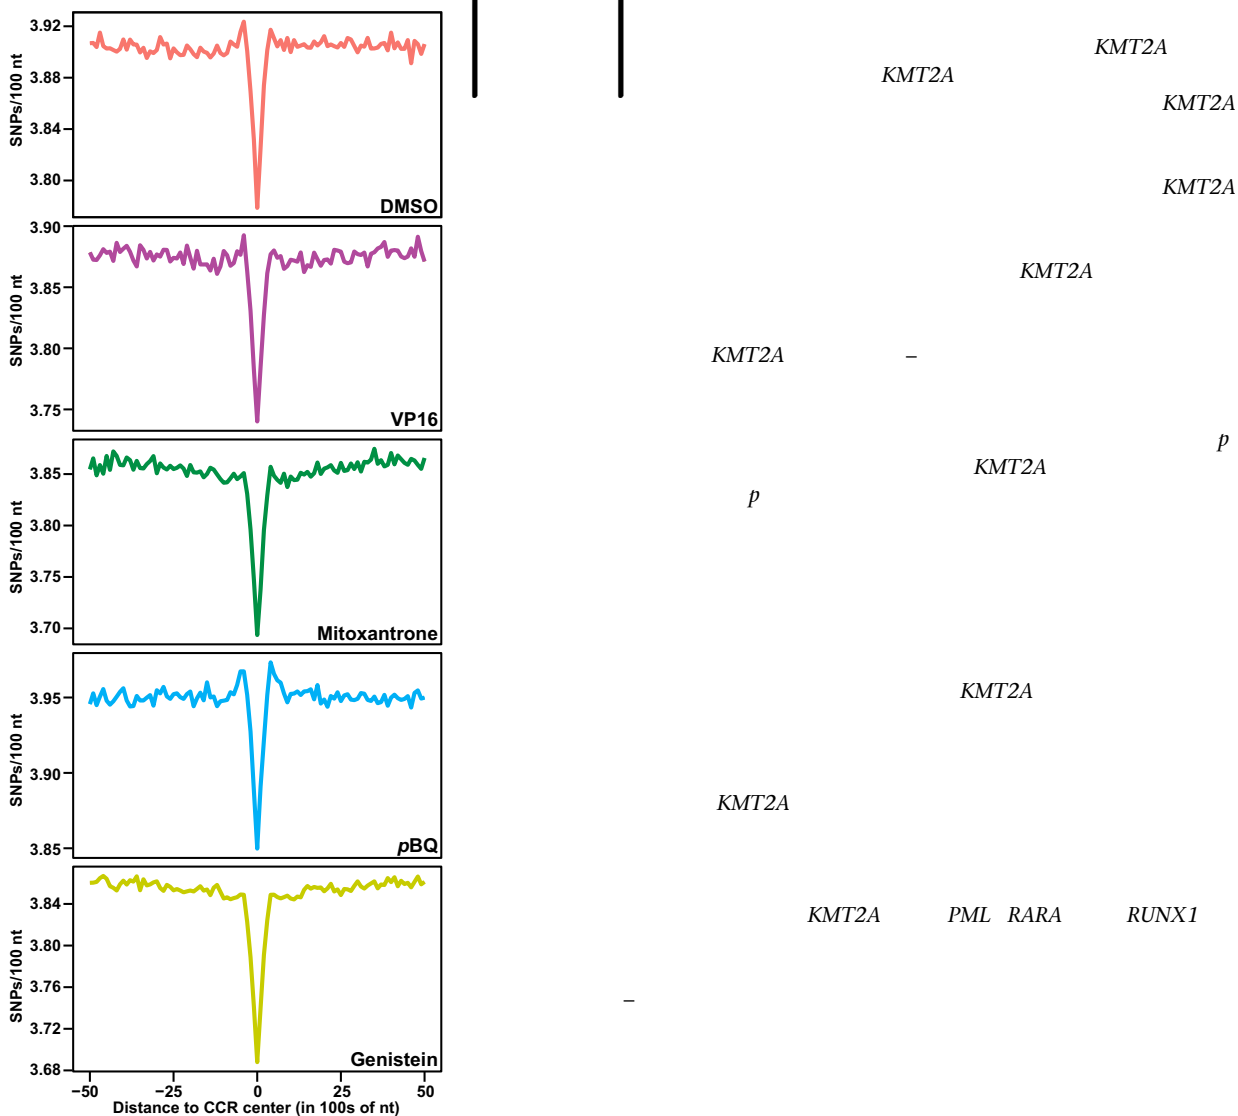 3.92
3.88
3.84
3.80
SNPs/100 nt
DMSO
3.90
3.85
3.80
3.75
SNPs/100 nt
VP16
3.85
3.80
3.75
3.70
SNPs/100 nt
Mitoxantrone
3.95
3.90
3.85
SNPs/100 nt
pBQ
3.84
3.80
3.76
3.72
3.68
SNPs/100 nt
Genistein
−50 −25 0 25 50
Distance to CCR center (in 100s of nt)
KMT2A
KMT2A
KMT2A
KMT2A
KMT2A
KMT2A –
p
KMT2A
p
KMT2A
KMT2A
KMT2A PML RARA RUNX1
–